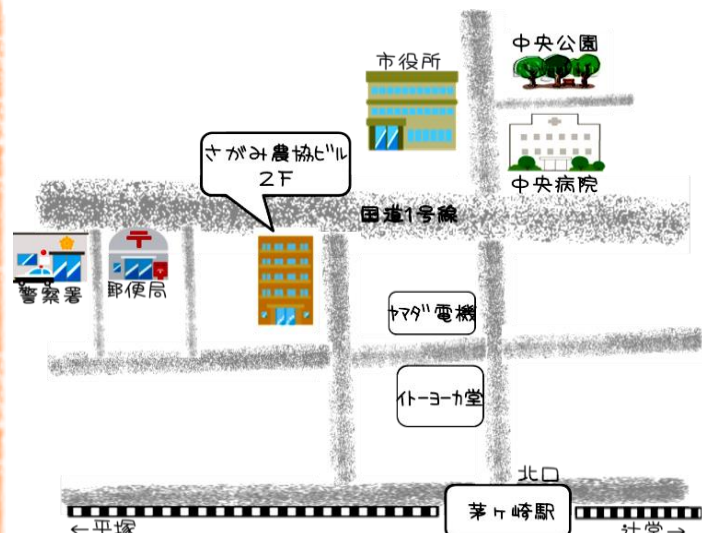 中央公園
市役所
さがみ農協ビル
2F
中央病院
国道1号線
警察署
郵便局
ヤマダ電機
イトーヨーカ堂
北口
茅ヶ崎駅
←平塚
辻堂→